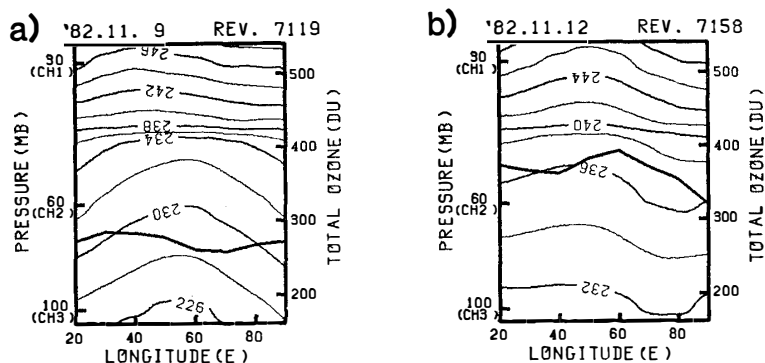 a) '82.11. 9 REV. 7119
246
242
238
234
230
226
30
(CH1)
60
(CH2)
100
(CH3)
PRESSURE(MB)
500
400
300
200
TOTAL OZONE(DU)
20 40 60 80
LONGITUDE(E)
b) '82.11.12 REV. 7158
244
240
236
232
30
(CH1)
60
(CH2)
100
(CH3)
PRESSURE(MB)
500
400
300
200
TOTAL OZONE(DU)
20 40 60 80
LONGITUDE(E)